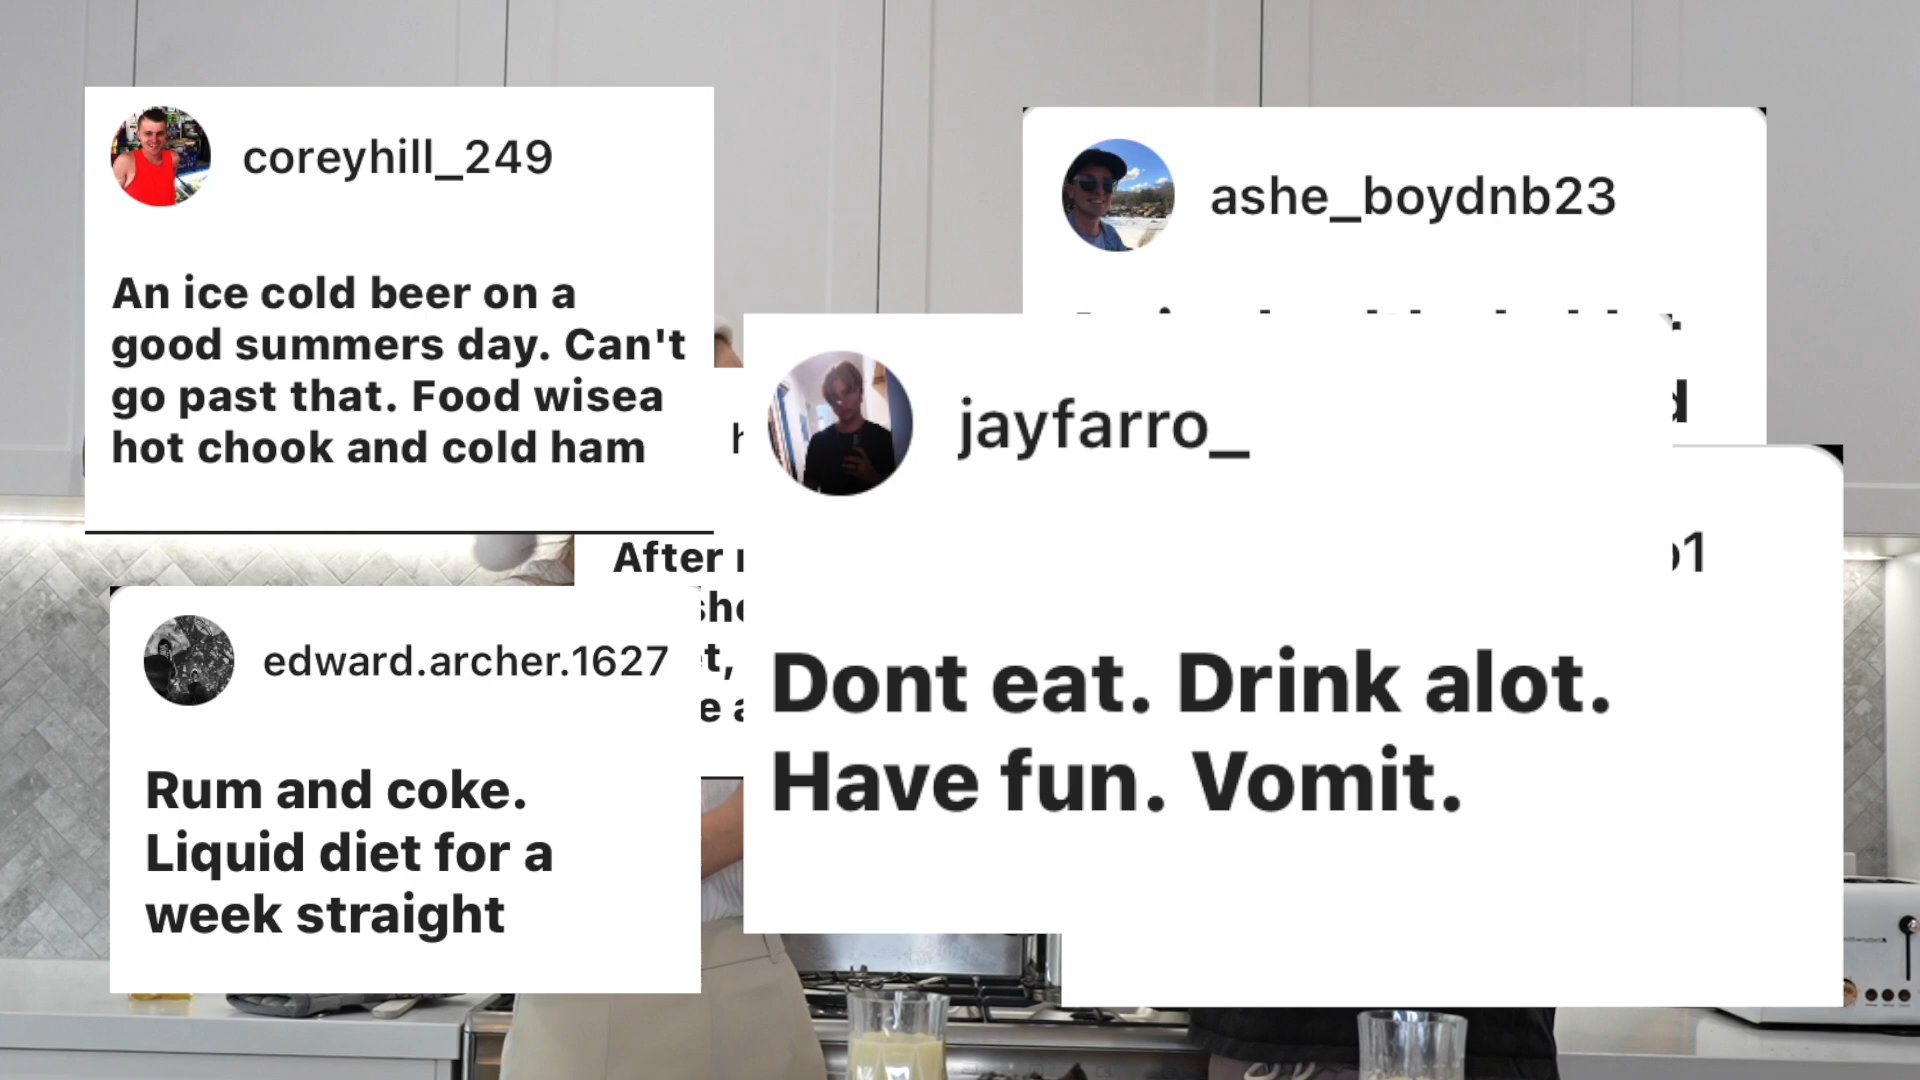 coreyhill_249
An ice cold beer on a
good summers day. Can't
go past that. Food wisea
hot chook and cold ham
ashe_boydnb23
jayfarro_
Dont eat. Drink alot.
Have fun. Vomit.
After
edward.archer.1627
Rum and coke.
Liquid diet for a
week straight